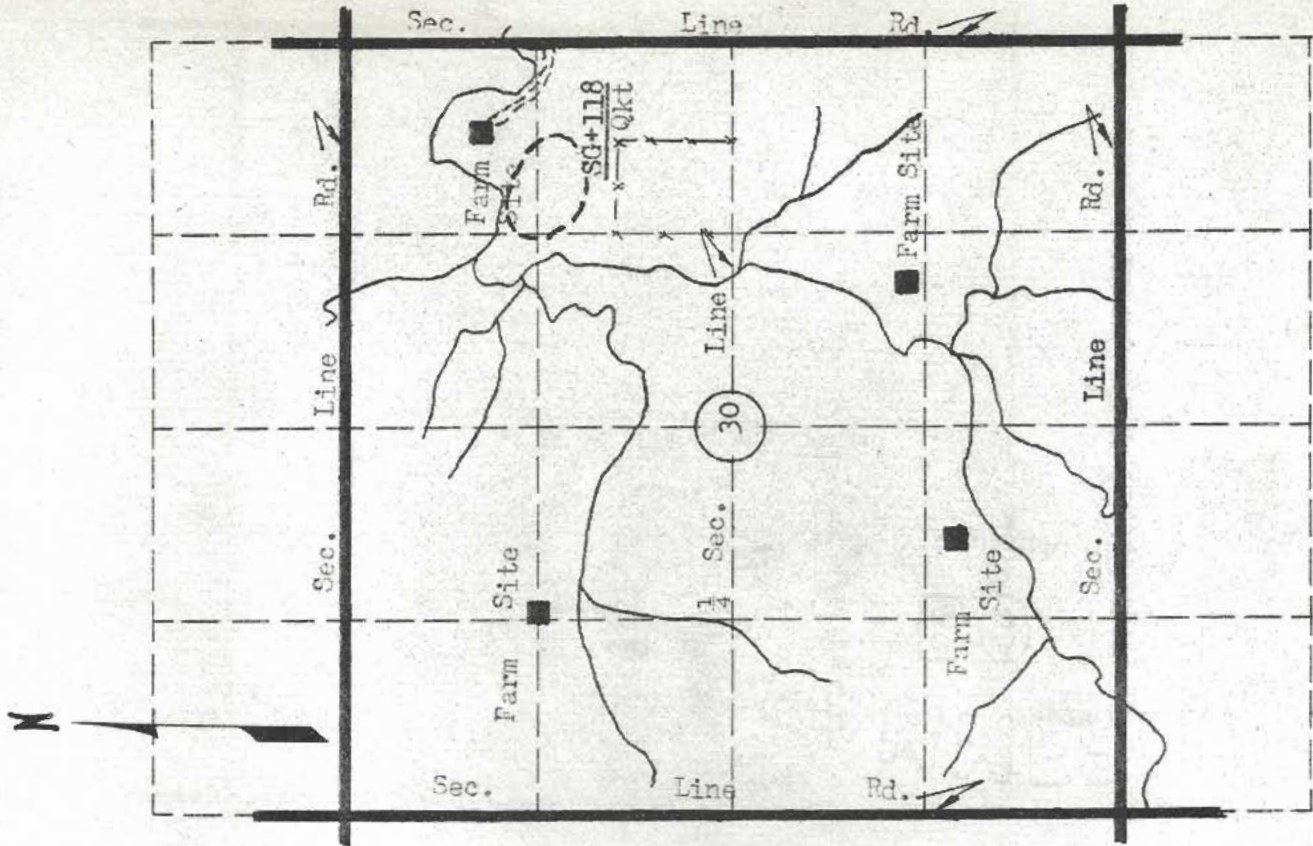 Sec. Line Rd.
Rd.
Line
Sec.
Farm
Site
SG+118
Qkt
Farm Site
Rd.
Line
Sec.
Line
Sec.
1/4
30
Farm
Site
Farm
Site
N
Sec. Line Rd.